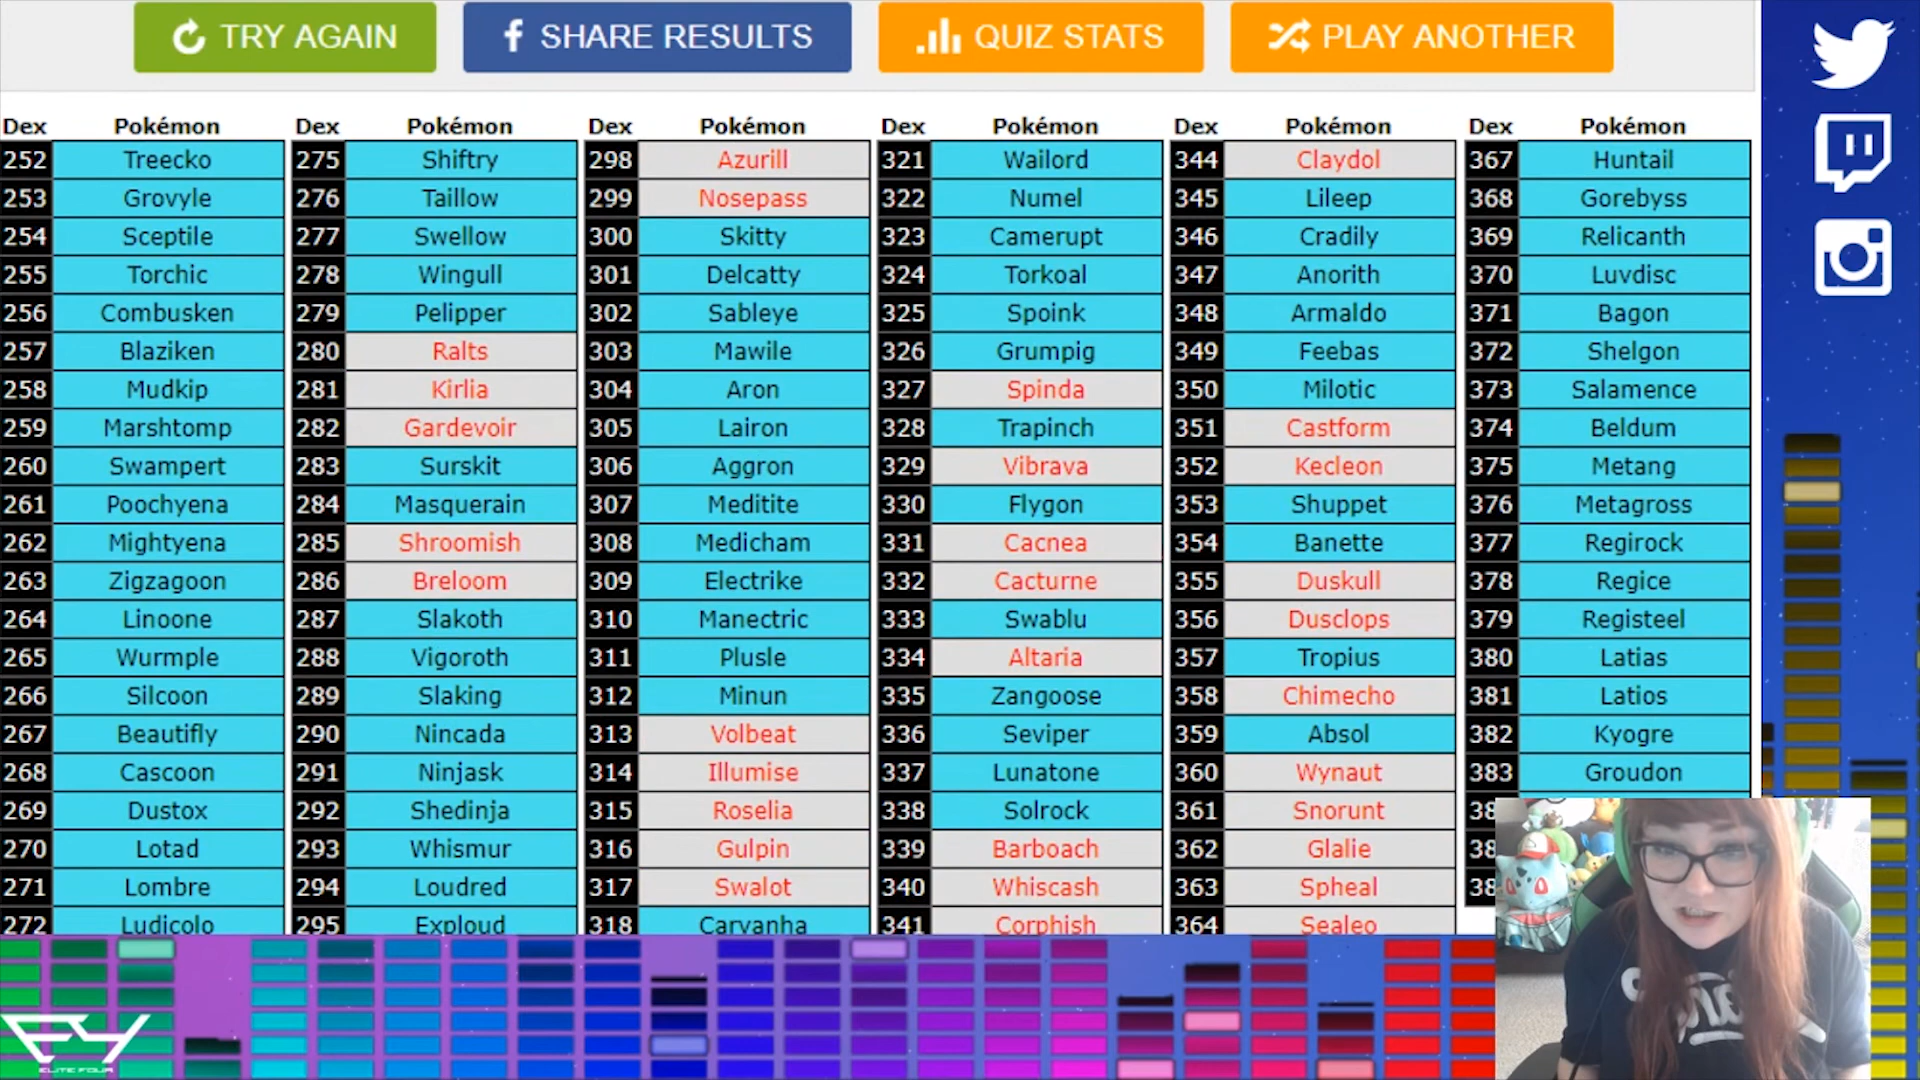 TRY AGAIN SHARE RESULTS QUIZ STATS PLAY ANOTHER
Dex Pokémon Dex Pokémon Dex Pokémon Dex Pokémon Dex Pokémon Dex Pokémon
252 Treecko 275 Shiftry 298 Azurill 321 Wailord 344 Claydol 367 Huntail
253 Grovyle 276 Taillow 299 Nosepass 322 Numel 345 Lileep 368 Gorebyss
254 Sceptile 277 Swellow 300 Skitty 323 Camerupt 346 Cradily 369 Relicanth
255 Torchic 278 Wingull 301 Delcatty 324 Torkoal 347 Anorith 370 Luvdisc
256 Combusken 279 Pelipper 302 Sableye 325 Spoink 348 Armaldo 371 Bagon
257 Blaziken 280 Ralts 303 Mawile 326 Grumpig 349 Feebas 372 Shelgon
258 Mudkip 281 Kirlia 304 Aron 327 Spinda 350 Milotic 373 Salamence
259 Marshtomp 282 Gardevoir 305 Lairon 328 Trapinch 351 Castform 374 Beldum
260 Swampert 283 Surskit 306 Aggron 329 Vibrava 352 Kecleon 375 Metang
261 Poochyena 284 Masquerain 307 Meditite 330 Flygon 353 Shuppet 376 Metagross
262 Mightyena 285 Shroomish 308 Medicham 331 Cacnea 354 Banette 377 Regirock
263 Zigzagoon 286 Breloom 309 Electrike 332 Cacturne 355 Duskull 378 Regice
264 Linoone 287 Slakoth 310 Manectric 333 Swablu 356 Dusclops 379 Registeel
265 Wurmple 288 Vigoroth 311 Plusle 334 Altaria 357 Tropius 380 Latias
266 Silcoon 289 Slaking 312 Minun 335 Zangoose 358 Chimecho 381 Latios
267 Beautifly 290 Nincada 313 Volbeat 336 Seviper 359 Absol 382 Kyogre
268 Cascoon 291 Ninjask 314 Illumise 337 Lunatone 360 Wynaut 383 Groudon
269 Dustox 292 Shedinja 315 Roselia 338 Solrock 361 Snorunt 38
270 Lotad 293 Whismur 316 Gulpin 339 Barboach 362 Glalie 38
271 Lombre 294 Loudred 317 Swalot 340 Whiscash 363 Spheal 38
272 Ludicolo 295 Exploud 318 Carvanha 341 Corphish 364 Sealeo
ELITE FOUR